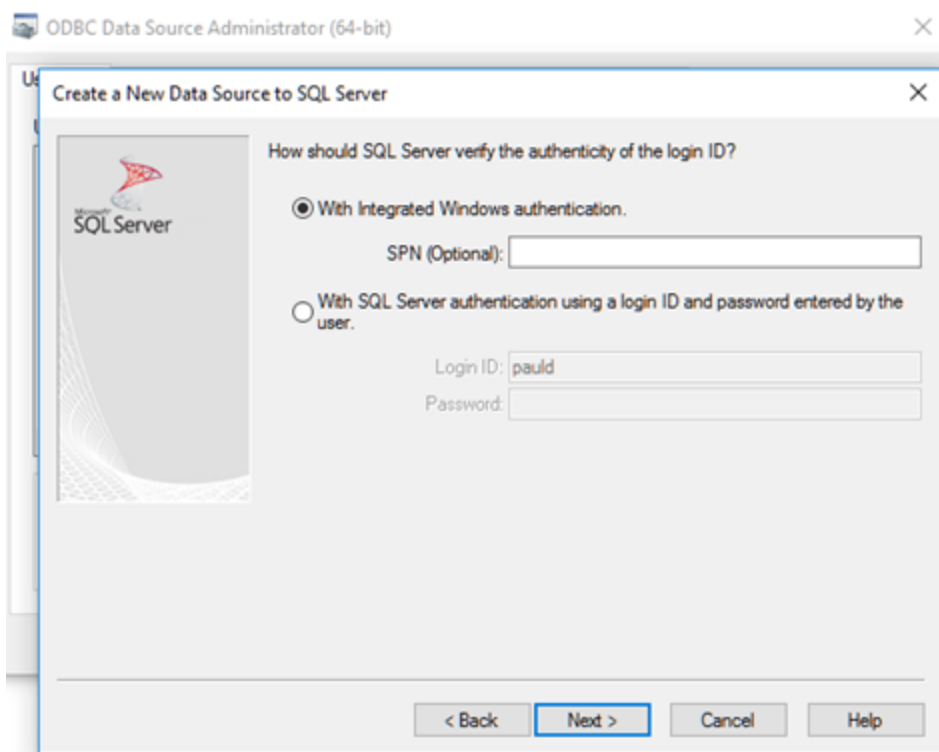 ODBC Data Source Administrator (64-bit)
Create a New Data Source to SQL Server
How should SQL Server verify the authenticity of the login ID?
Microsoft
SQL Server
With Integrated Windows authentication.
SPN (Optional):
With SQL Server authentication using a login ID and password entered by the
user.
Login ID: pauld
Password:
< Back Next > Cancel Help